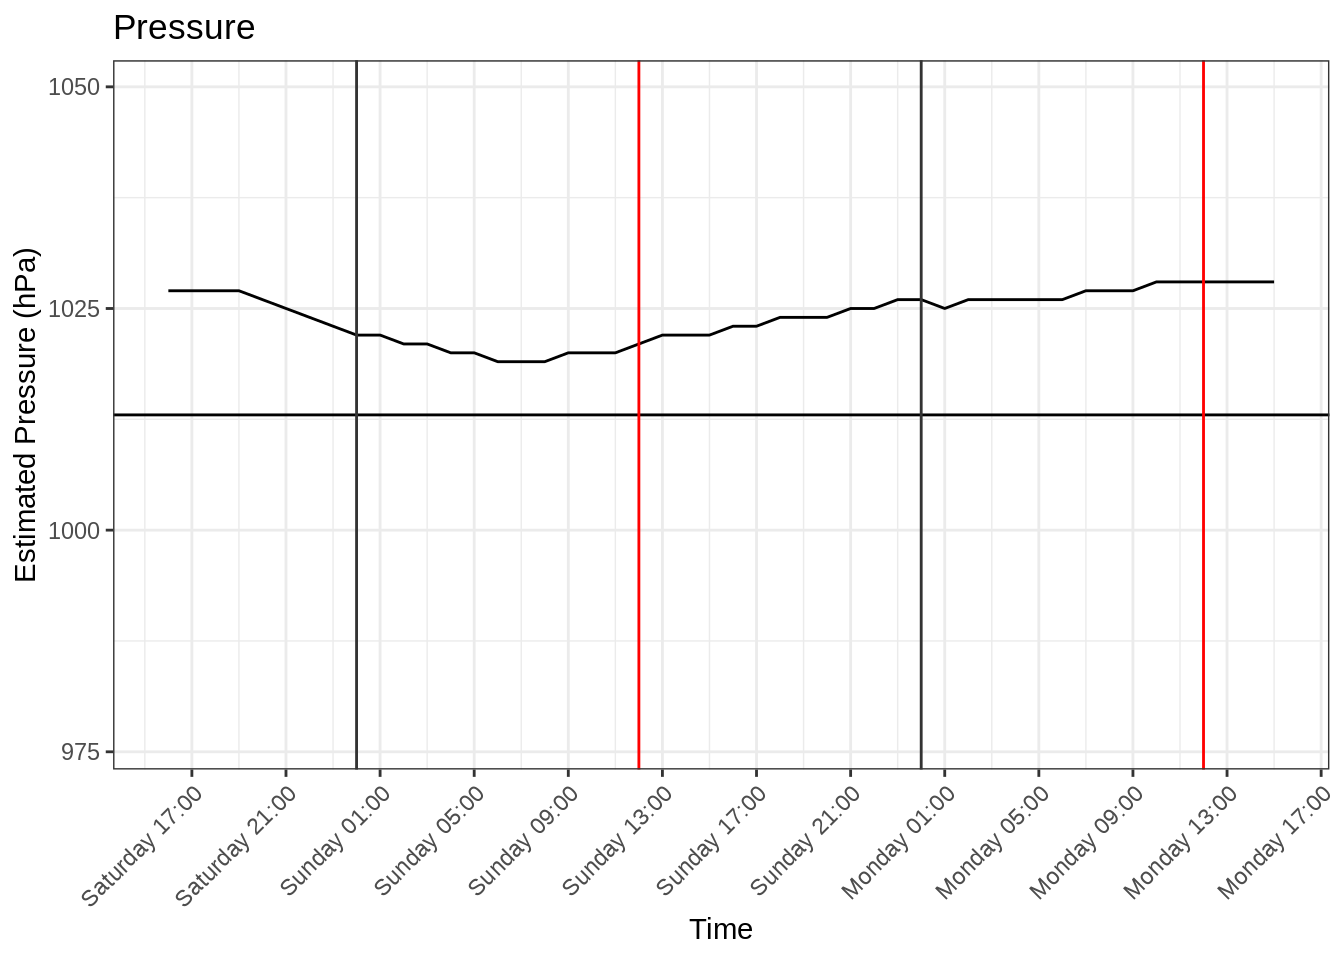 Pressure
Estimated Pressure (hPa)
1050
1025
1000
975
Saturday 17:00
Saturday 21:00
Sunday 01:00
Sunday 05:00
Sunday 09:00
Sunday 13:00
Sunday 17:00
Sunday 21:00
Monday 01:00
Monday 05:00
Monday 09:00
Monday 13:00
Monday 17:00
Time